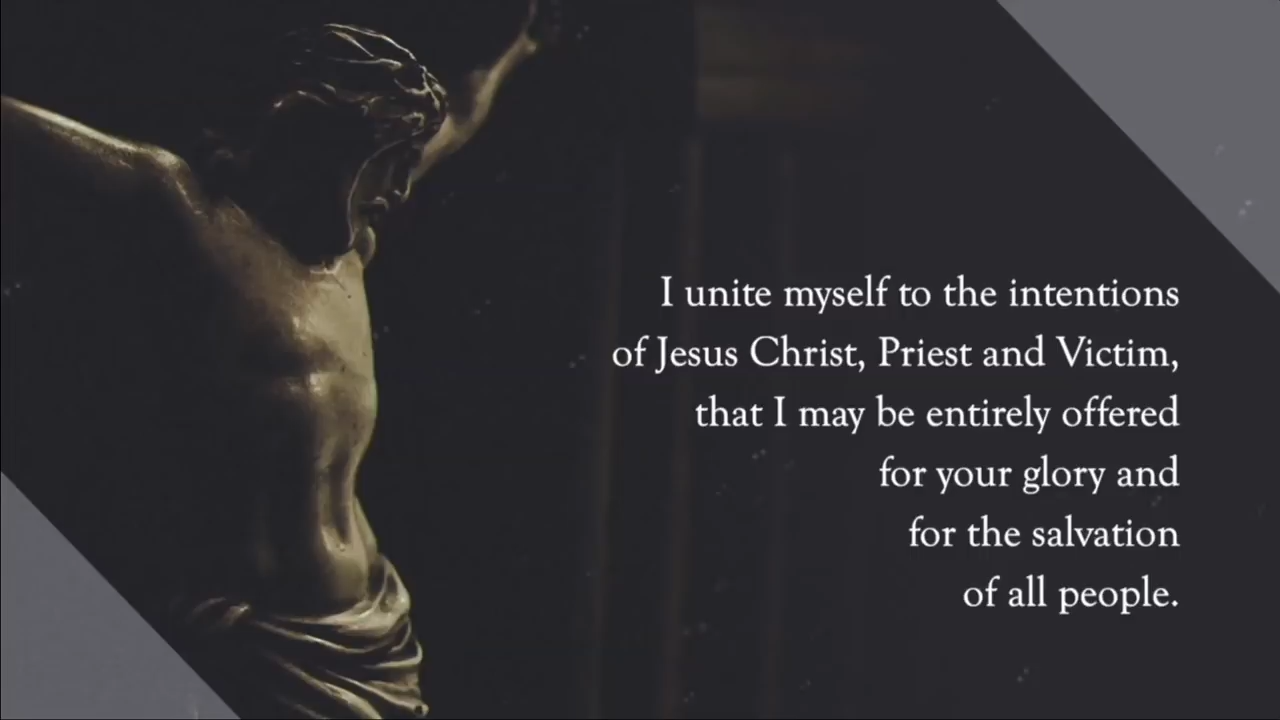 I unite myself to the intentions
of Jesus Christ, Priest and Victim,
that I may be entirely offered
for your glory and
for the salvation
of all people.